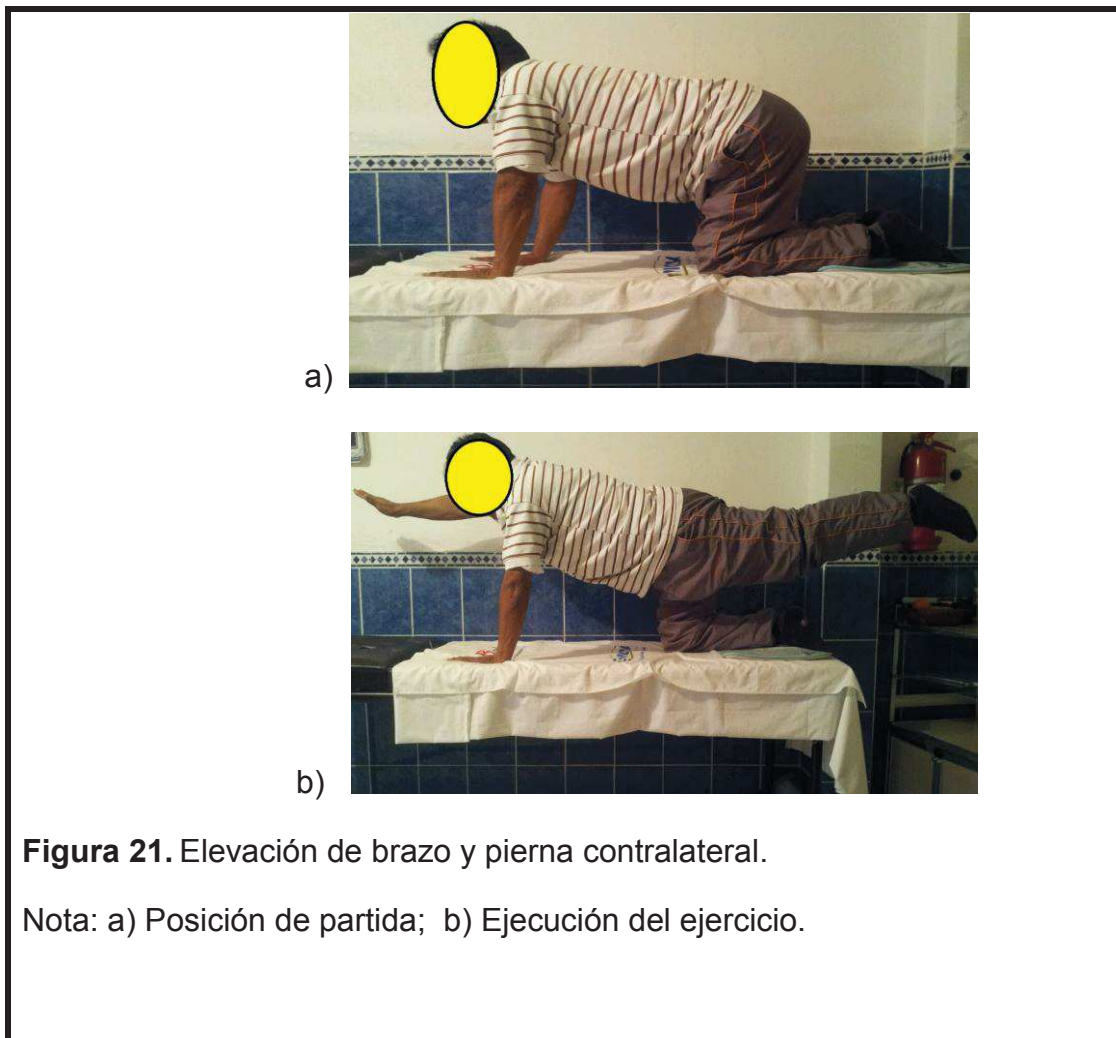 a)
b)
Figura 21. Elevación de brazo y pierna contralateral.
Nota: a) Posición de partida; b) Ejecución del ejercicio.